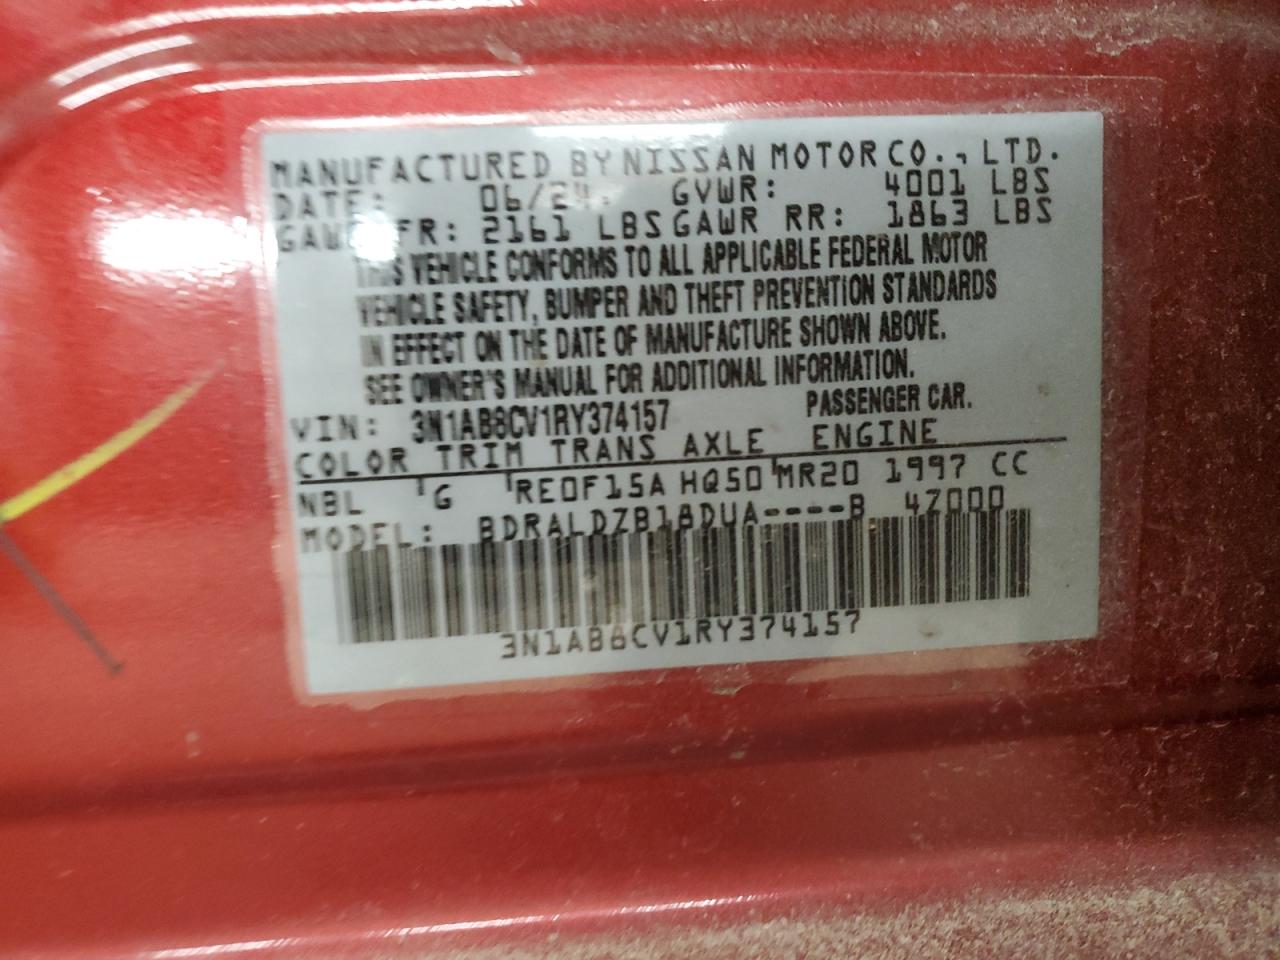 MANUFACTURED BY NISSAN MOTOR CO., LTD.
DATE: 06/24. GVWR: 4001 LBS
GAWR FR: 2161 LBS GAWR RR: 1863 LBS
THIS VEHICLE CONFORMS TO ALL APPLICABLE FEDERAL MOTOR
VEHICLE SAFETY, BUMPER AND THEFT PREVENTION STANDARDS
IN EFFECT ON THE DATE OF MANUFACTURE SHOWN ABOVE.
SEE OWNER'S MANUAL FOR ADDITIONAL INFORMATION.
VIN: 3N1AB8CV1RY374157 PASSENGER CAR.
COLOR TRIM TRANS AXLE ENGINE
NBL G RE0F15A HQ50 MR20 1997 CC
MODEL: BDRALDZB18DUA----B 4Z000
3N1AB8CV1RY374157